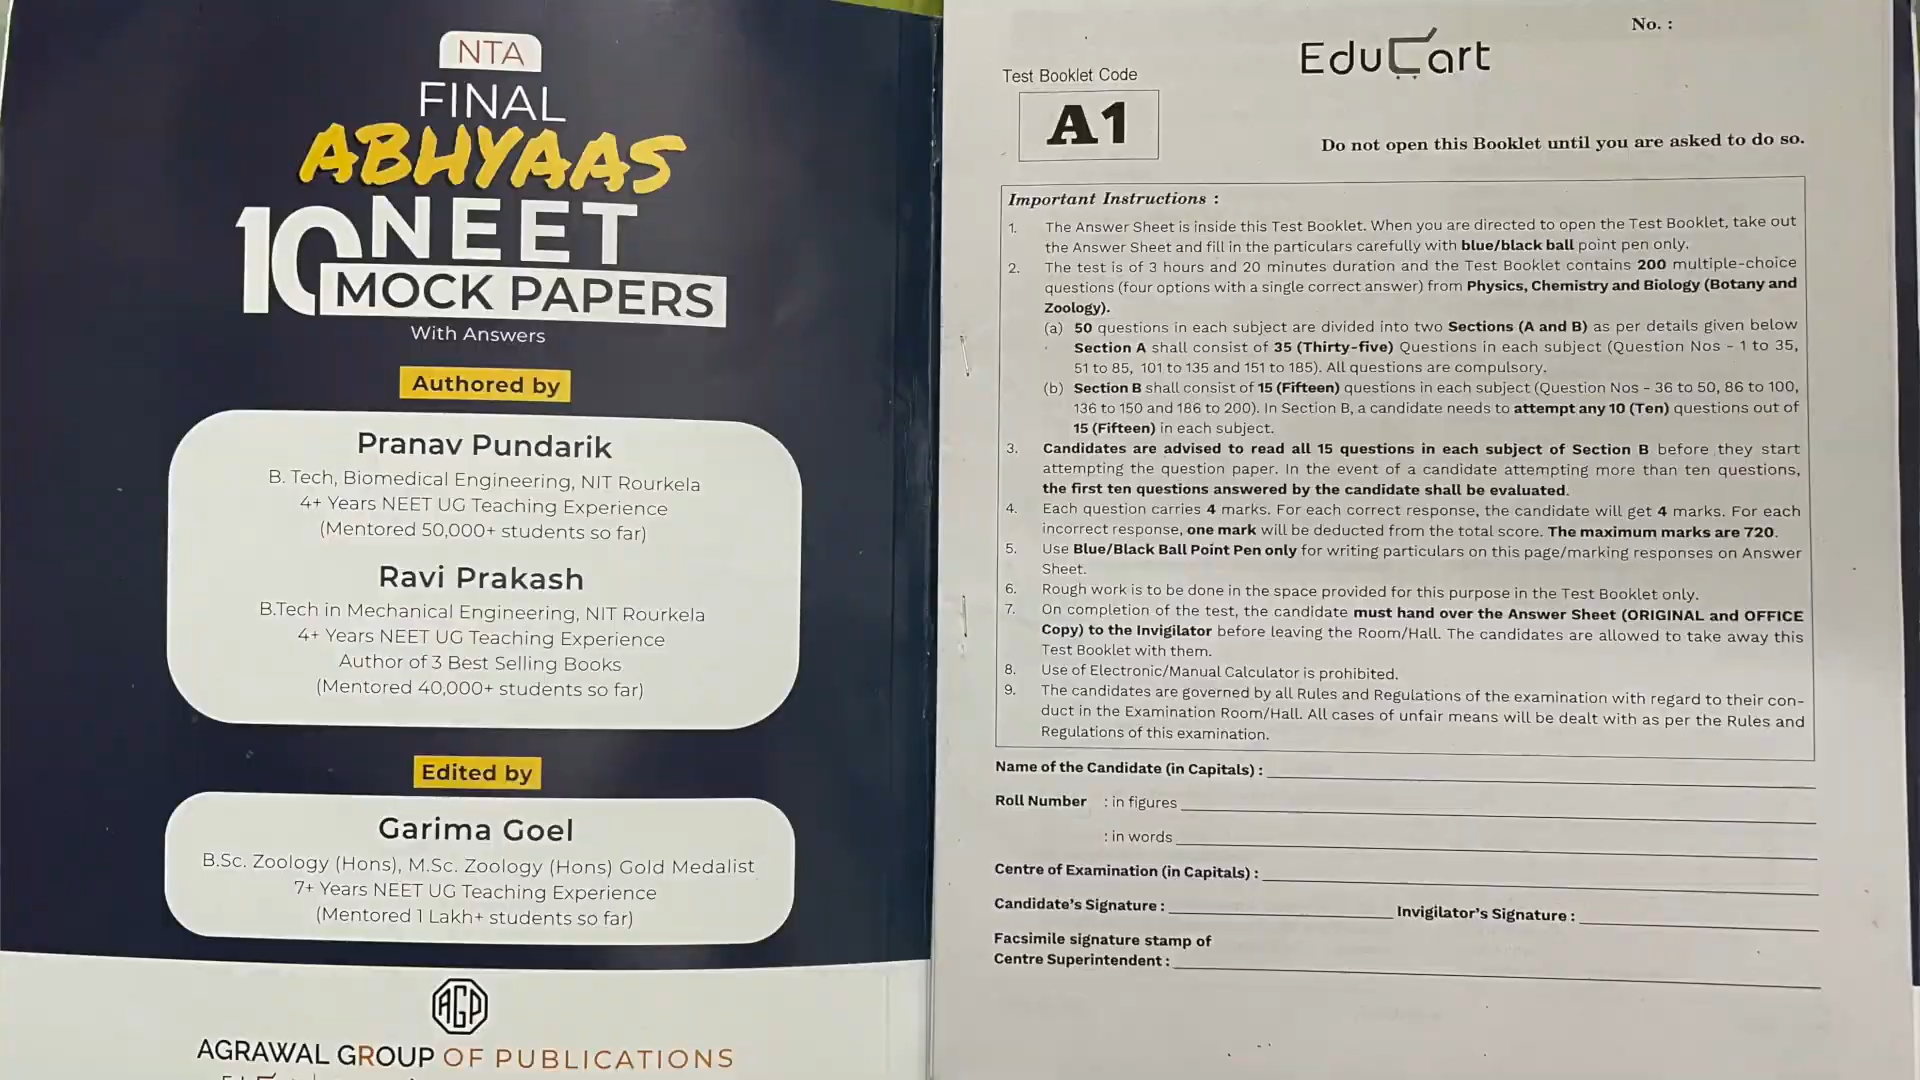 NTA
FINAL
ABHYAAS
10 NEET
MOCK PAPERS
With Answers
Authored by
Pranav Pundarik
B. Tech, Biomedical Engineering, NIT Rourkela
4+ Years NEET UG Teaching Experience
(Mentored 50,000+ students so far)
Ravi Prakash
B.Tech in Mechanical Engineering, NIT Rourkela
4+ Years NEET UG Teaching Experience
Author of 3 Best Selling Books
(Mentored 40,000+ students so far)
Edited by
Garima Goel
B.Sc. Zoology (Hons), M.Sc. Zoology (Hons) Gold Medalist
7+ Years NEET UG Teaching Experience
(Mentored 1 Lakh+ students so far)
AGP
AGRAWAL GROUP OF PUBLICATIONS
No. :
EduCart
Test Booklet Code
A1
Do not open this Booklet until you are asked to do so.
Important Instructions :
1. The Answer Sheet is inside this Test Booklet. When you are directed to open the Test Booklet, take out
the Answer Sheet and fill in the particulars carefully with blue/black ball point pen only.
2. The test is of 3 hours and 20 minutes duration and the Test Booklet contains 200 multiple-choice
questions (four options with a single correct answer) from Physics, Chemistry and Biology (Botany and
Zoology).
(a) 50 questions in each subject are divided into two Sections (A and B) as per details given below
Section A shall consist of 35 (Thirty-five) Questions in each subject (Question Nos - 1 to 35,
51 to 85, 101 to 135 and 151 to 185). All questions are compulsory.
(b) Section B shall consist of 15 (Fifteen) questions in each subject (Question Nos - 36 to 50, 86 to 100,
136 to 150 and 186 to 200). In Section B, a candidate needs to attempt any 10 (Ten) questions out of
15 (Fifteen) in each subject.
3. Candidates are advised to read all 15 questions in each subject of Section B before they start
attempting the question paper. In the event of a candidate attempting more than ten questions,
the first ten questions answered by the candidate shall be evaluated.
4. Each question carries 4 marks. For each correct response, the candidate will get 4 marks. For each
incorrect response, one mark will be deducted from the total score. The maximum marks are 720.
5. Use Blue/Black Ball Point Pen only for writing particulars on this page/marking responses on Answer
Sheet.
6. Rough work is to be done in the space provided for this purpose in the Test Booklet only.
7. On completion of the test, the candidate must hand over the Answer Sheet (ORIGINAL and OFFICE
Copy) to the Invigilator before leaving the Room/Hall. The candidates are allowed to take away this
Test Booklet with them.
8. Use of Electronic/Manual Calculator is prohibited.
9. The candidates are governed by all Rules and Regulations of the examination with regard to their con-
duct in the Examination Room/Hall. All cases of unfair means will be dealt with as per the Rules and
Regulations of this examination.
Name of the Candidate (in Capitals) :
Roll Number : in figures
: in words
Centre of Examination (in Capitals) :
Candidate's Signature : Invigilator's Signature :
Facsimile signature stamp of
Centre Superintendent :